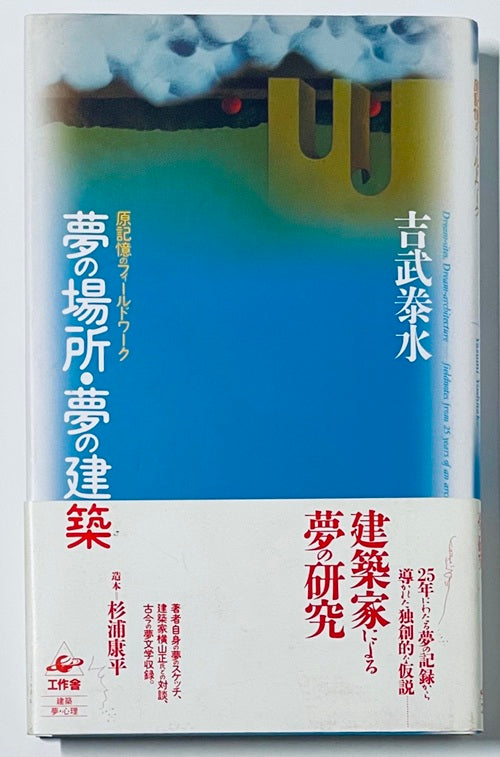 吉武泰水
Dream-sites, Dream-architecture — fieldnotes from 25 years of an arc
原記憶のフィールドワーク
夢の場所・夢の建築
25年にわたる夢の記録から
導かれた独創的な仮説……
建築家による
夢の研究
著者自身の夢のスケッチ、
建築家横山正氏との対談、
古今の夢文学収録。
造本＝杉浦康平
工作舎
建築
夢・心理